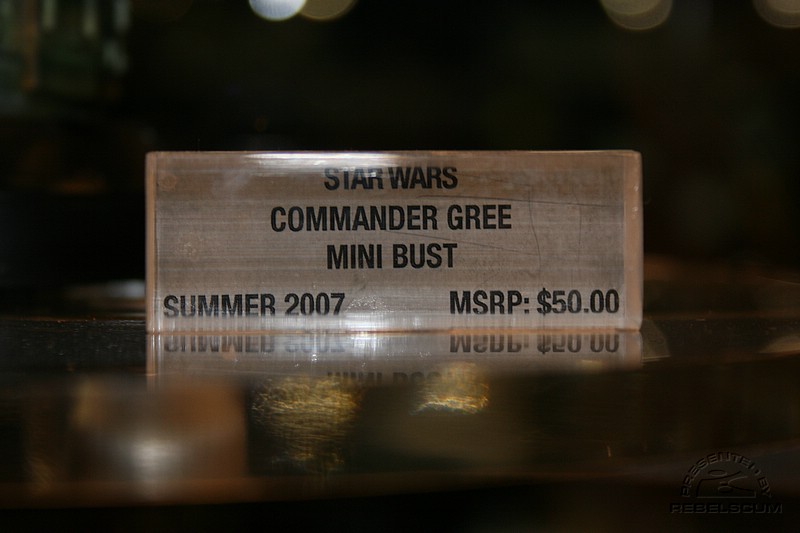 STAR WARS
COMMANDER GREE
MINI BUST
SUMMER 2007 MSRP: $50.00
PRESENTED BY
REBELSCUM